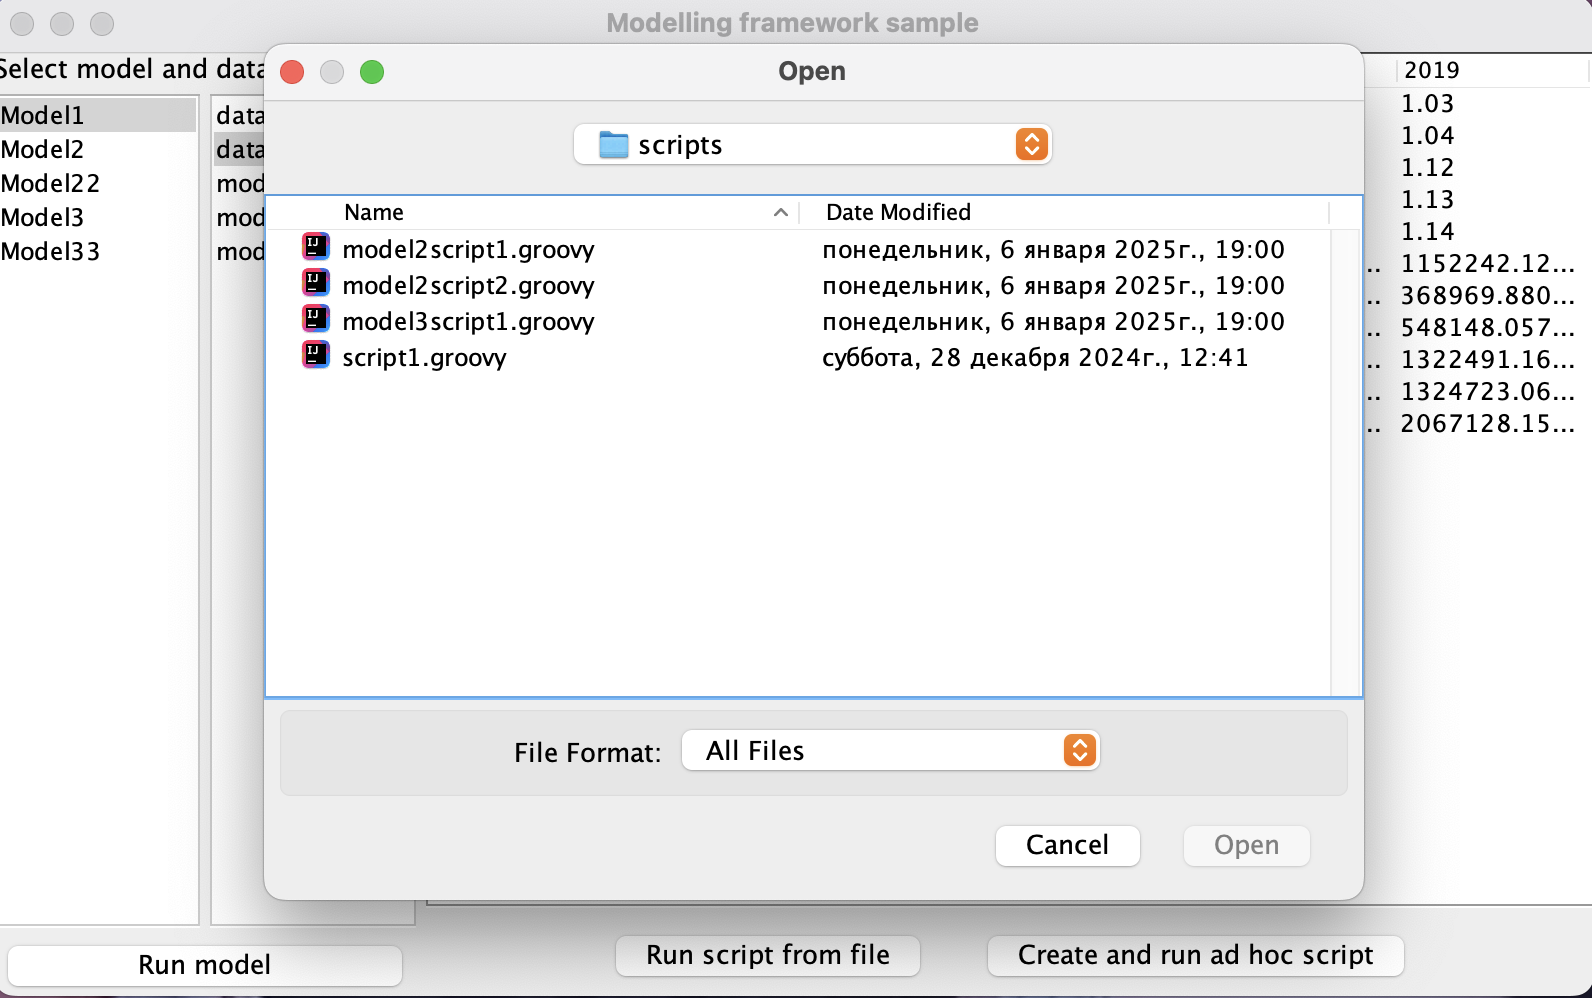 Modelling framework sample
Select model and data
Model1
Model2
Model22
Model3
Model33
data
data
mod
mod
mod
Open
scripts
Name Date Modified
model2script1.groovy понедельник, 6 января 2025г., 19:00
model2script2.groovy понедельник, 6 января 2025г., 19:00
model3script1.groovy понедельник, 6 января 2025г., 19:00
script1.groovy суббота, 28 декабря 2024г., 12:41
File Format: All Files
Cancel Open
2019
1.03
1.04
1.12
1.13
1.14
.. 1152242.12...
.. 368969.880...
.. 548148.057...
.. 1322491.16...
.. 1324723.06...
.. 2067128.15...
Run model Run script from file Create and run ad hoc script